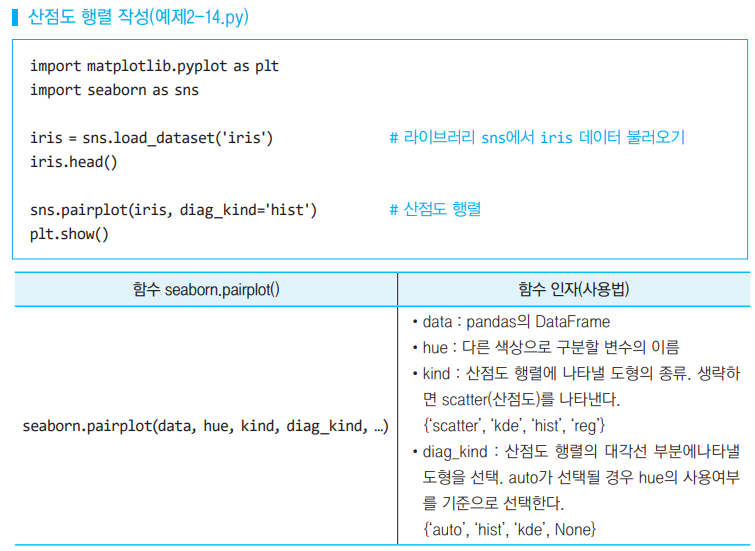 산점도 행렬 작성(예제2-14.py)
import matplotlib.pyplot as plt
import seaborn as sns
iris = sns.load_dataset('iris') # 라이브러리 sns에서 iris 데이터 불러오기
iris.head()
sns.pairplot(iris, diag_kind='hist') # 산점도 행렬
plt.show()
함수 seaborn.pairplot() 함수 인자(사용법)
seaborn.pairplot(data, hue, kind, diag_kind, …)
• data : pandas의 DataFrame
• hue : 다른 색상으로 구분할 변수의 이름
• kind : 산점도 행렬에 나타낼 도형의 종류. 생략하
면 scatter(산점도)를 나타낸다.
{‘scatter’, ‘kde’, ‘hist’, ‘reg’}
• diag_kind : 산점도 행렬의 대각선 부분에나타낼
도형을 선택. auto가 선택될 경우 hue의 사용여부
를 기준으로 선택한다.
{‘auto’, ‘hist’, ‘kde’, None}